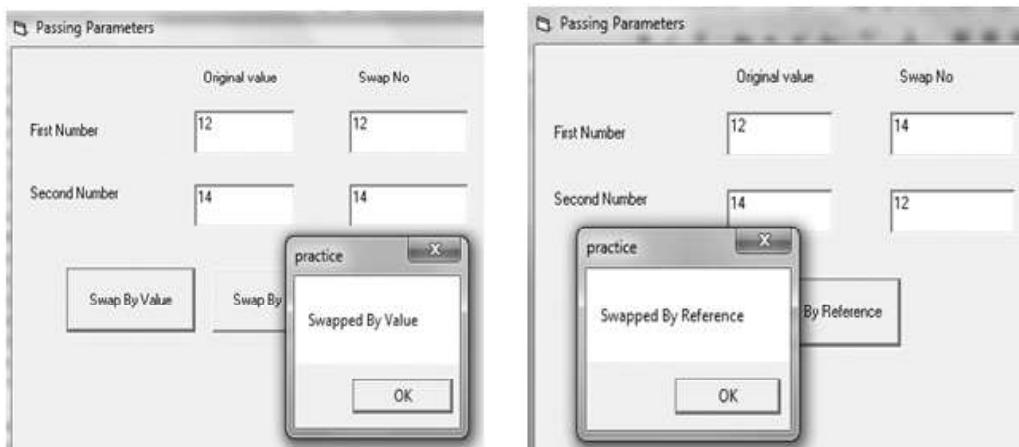 Passing Parameters
Original value Swap No
First Number 12 12
Second Number 14 14
practice X
Swapped By Value
Swap By Value Swap By
OK
Passing Parameters
Original value Swap No
First Number 12 14
Second Number 14 12
practice X
Swapped By Reference
By Reference
OK